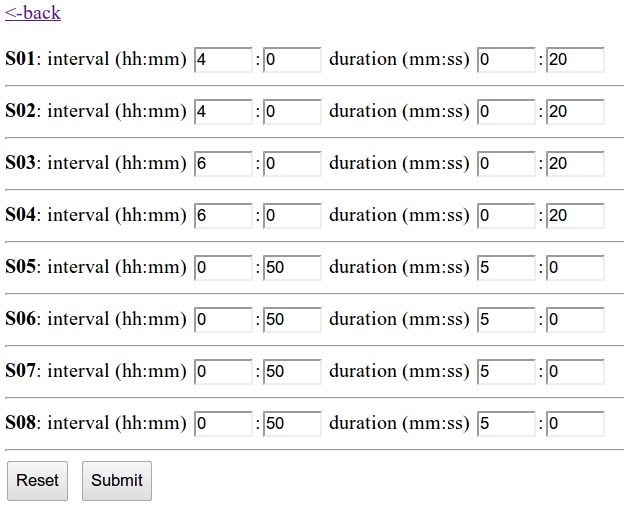 <-back
S01: interval (hh:mm) 4 : 0 duration (mm:ss) 0 : 20
S02: interval (hh:mm) 4 : 0 duration (mm:ss) 0 : 20
S03: interval (hh:mm) 6 : 0 duration (mm:ss) 0 : 20
S04: interval (hh:mm) 6 : 0 duration (mm:ss) 0 : 20
S05: interval (hh:mm) 0 : 50 duration (mm:ss) 5 : 0
S06: interval (hh:mm) 0 : 50 duration (mm:ss) 5 : 0
S07: interval (hh:mm) 0 : 50 duration (mm:ss) 5 : 0
S08: interval (hh:mm) 0 : 50 duration (mm:ss) 5 : 0
Reset Submit